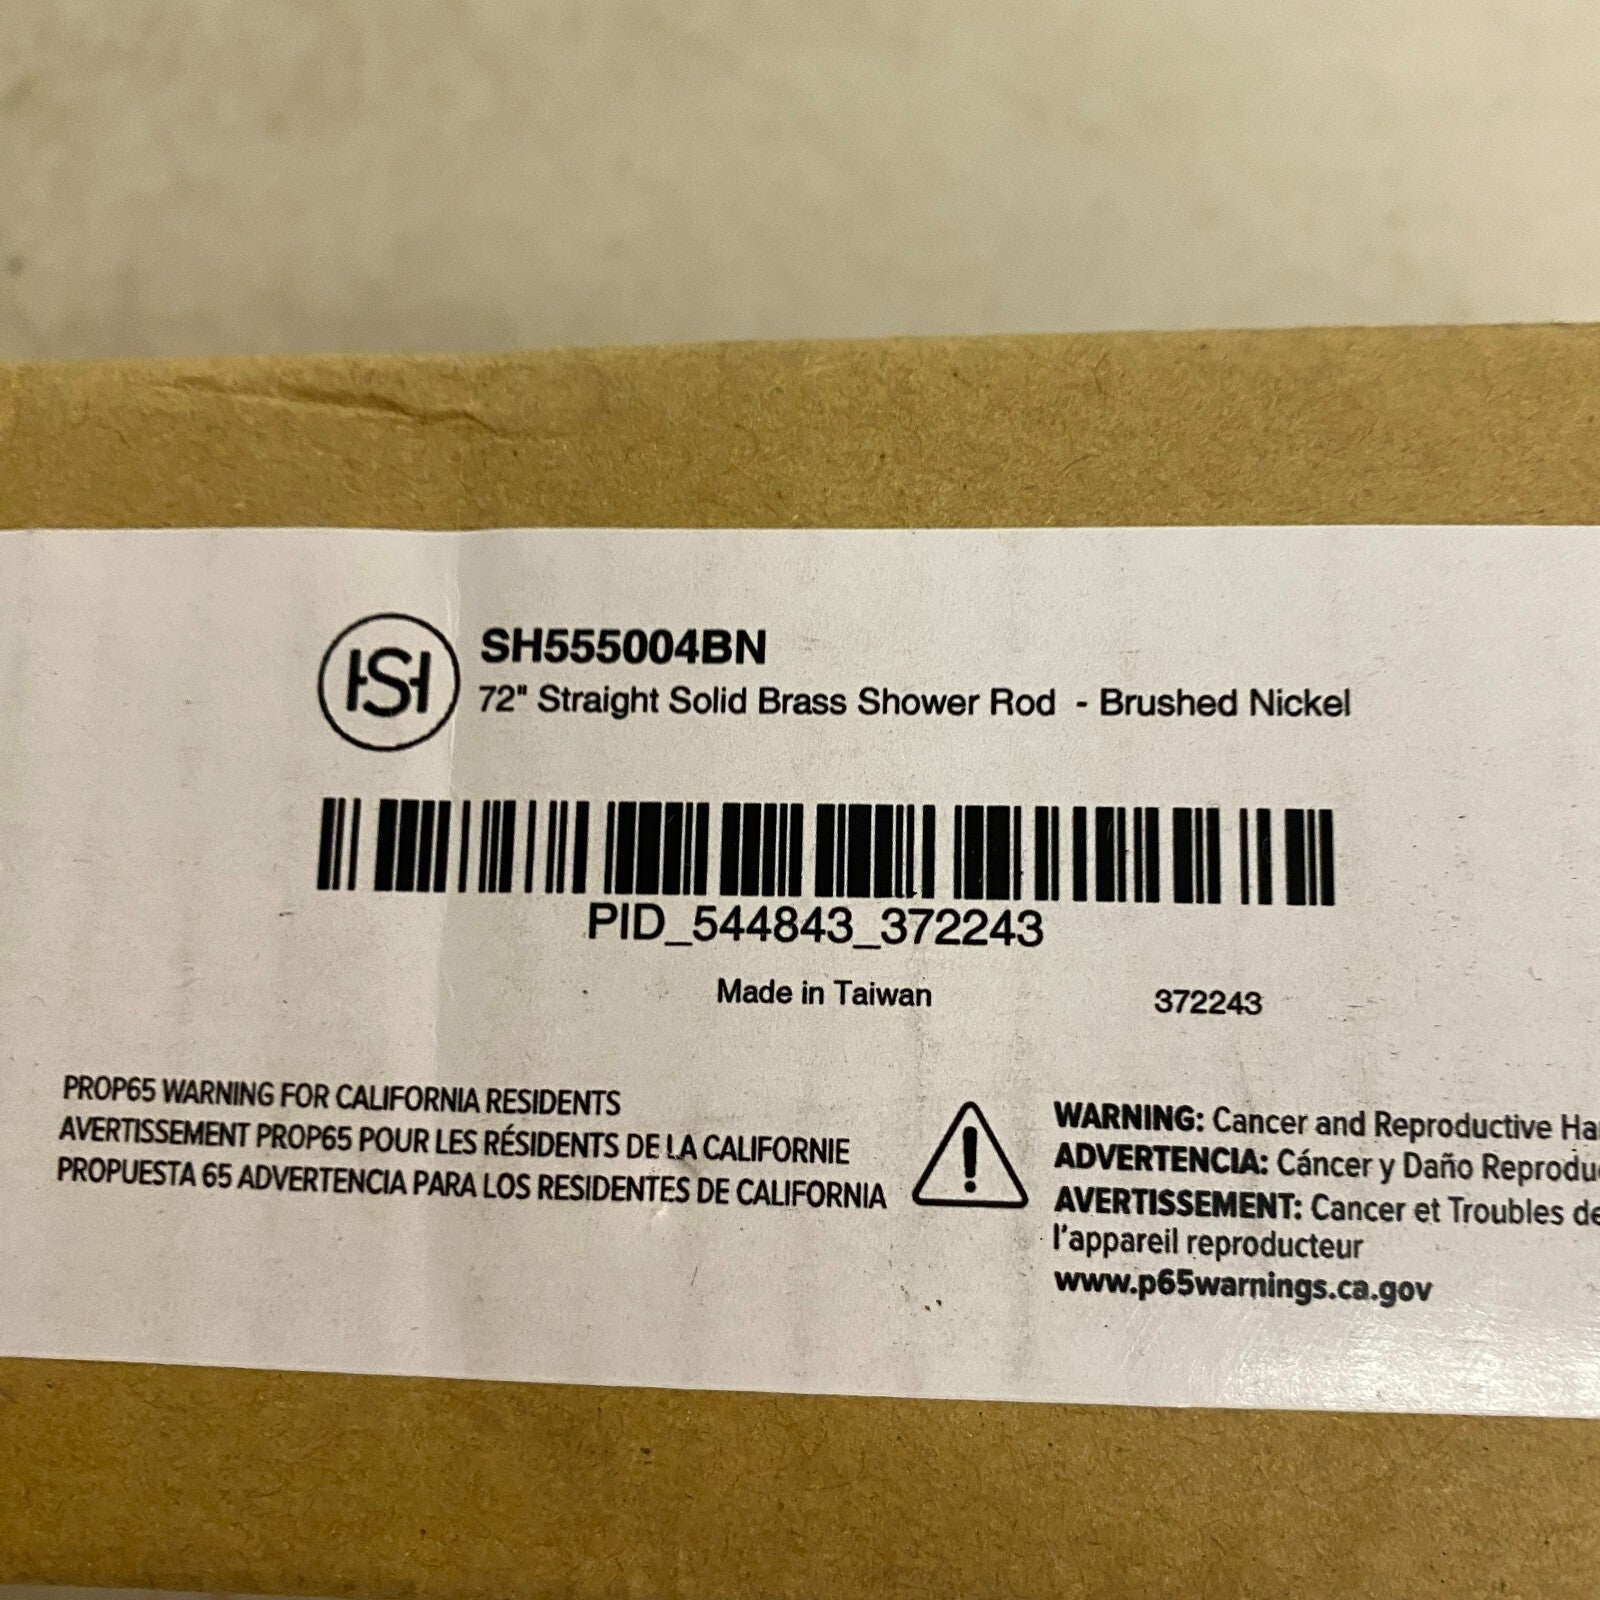 SH
SH555004BN
72" Straight Solid Brass Shower Rod - Brushed Nickel
PID_544843_372243
Made in Taiwan
372243
PROP65 WARNING FOR CALIFORNIA RESIDENTS
AVERTISSEMENT PROP65 POUR LES RÉSIDENTS DE LA CALIFORNIE
PROPUESTA 65 ADVERTENCIA PARA LOS RESIDENTES DE CALIFORNIA
WARNING: Cancer and Reproductive
ADVERTENCIA: Cáncer y Daño
AVERTISSEMENT: Cancer et Troubles de
l'appareil reproducteur
www.p65warnings.ca.gov